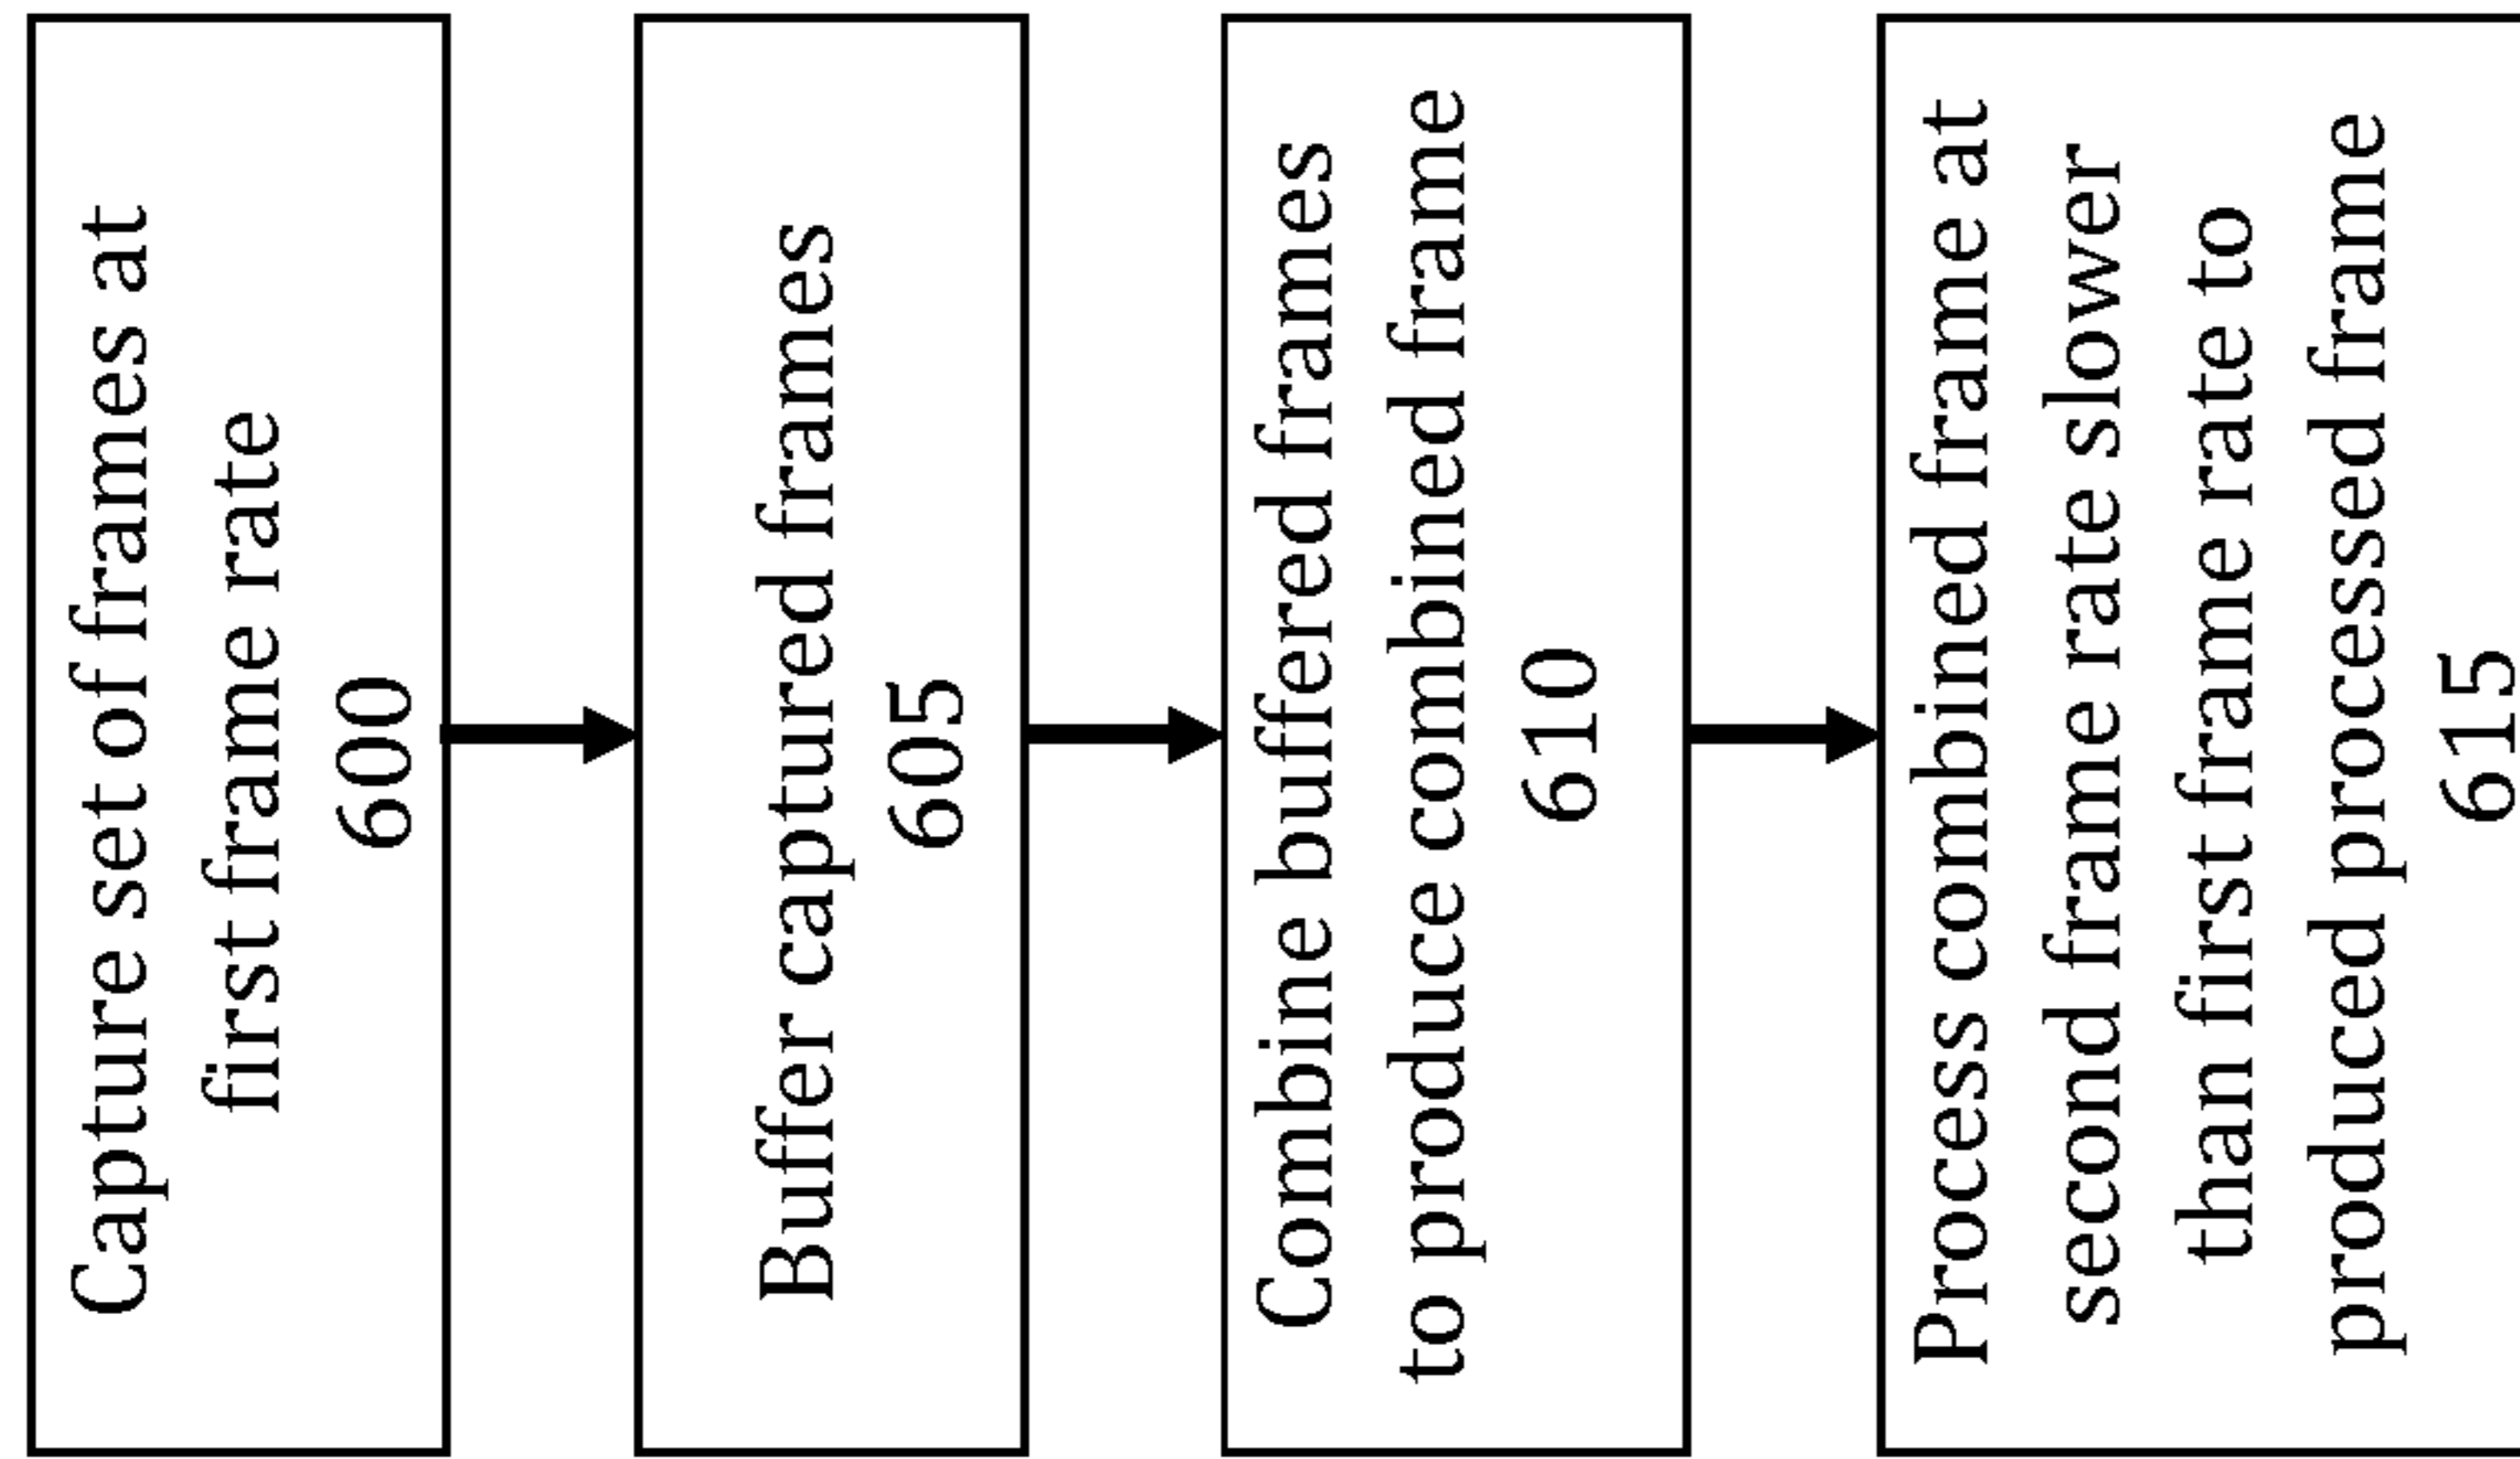 Capture set of frames at
first frame rate
600
Buffer captured frames
605
Combine buffered frames
to produce combined frame
610
Process combined frame at
second frame rate slower
than first frame rate to
produced processed frame
615